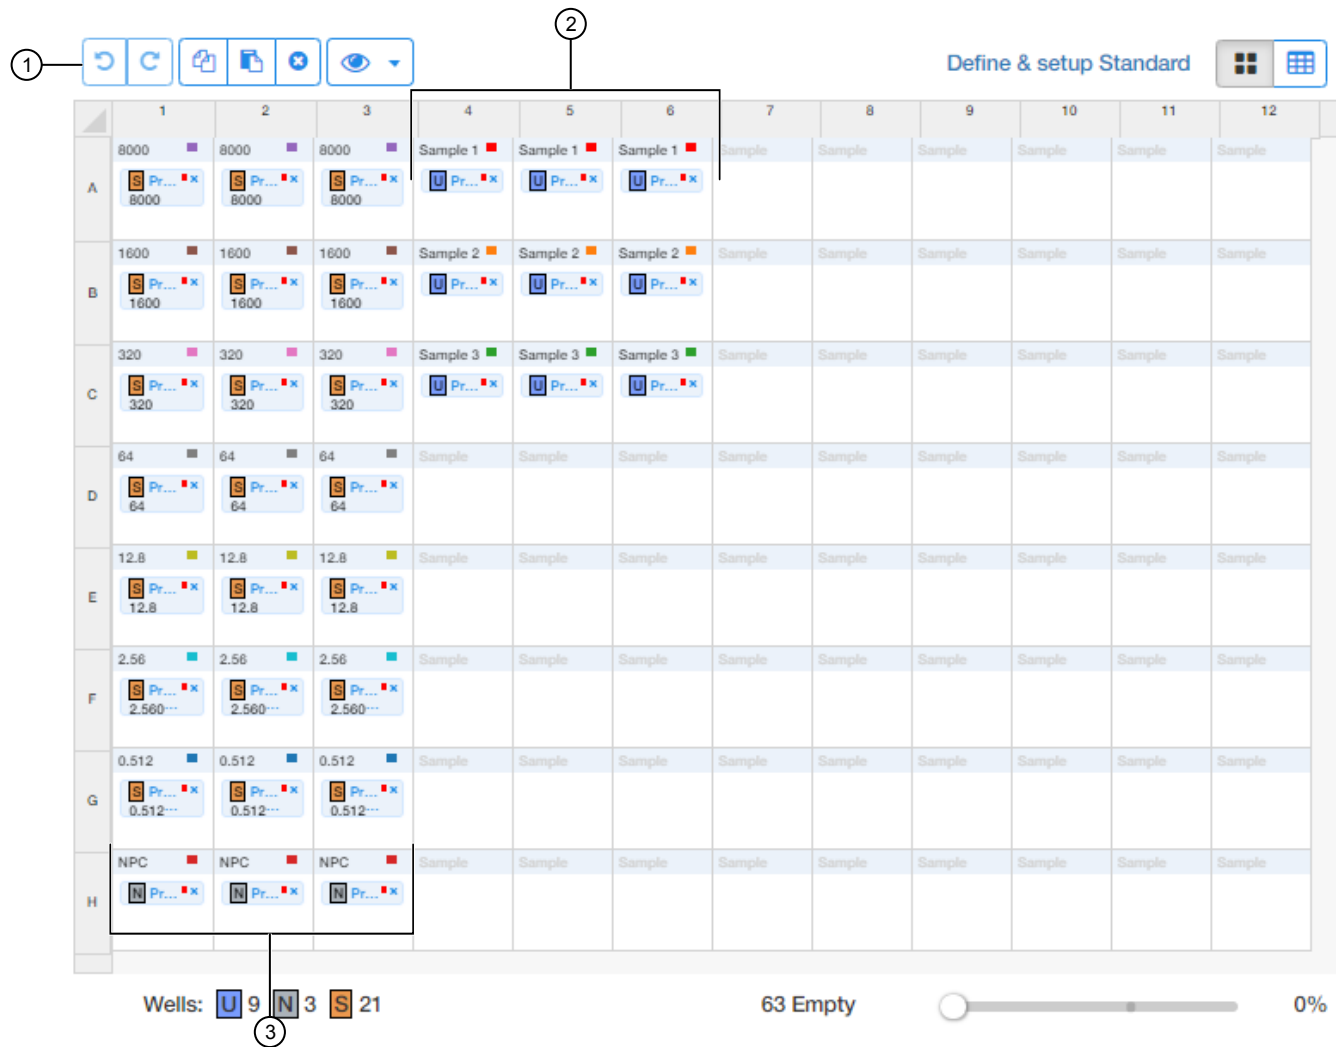 2
1
Define & setup Standard
1 2 3 4 5 6 7 8 9 10 11 12
8000 8000 8000 Sample 1 Sample 1 Sample 1 Sample Sample Sample Sample Sample Sample
A S Pr... S Pr... S Pr... U Pr... U Pr... U Pr...
8000 8000 8000
1600 1600 1600 Sample 2 Sample 2 Sample 2 Sample Sample Sample Sample Sample Sample
B S Pr... S Pr... S Pr... U Pr... U Pr... U Pr...
1600 1600 1600
320 320 320 Sample 3 Sample 3 Sample 3 Sample Sample Sample Sample Sample Sample
C S Pr... S Pr... S Pr... U Pr... U Pr... U Pr...
320 320 320
64 64 64 Sample Sample Sample Sample Sample Sample Sample Sample Sample
D S Pr... S Pr... S Pr...
64 64 64
12.8 12.8 12.8 Sample Sample Sample Sample Sample Sample Sample Sample Sample
E S Pr... S Pr... S Pr...
12.8 12.8 12.8
2.56 2.56 2.56 Sample Sample Sample Sample Sample Sample Sample Sample Sample
F S Pr... S Pr... S Pr...
2.560... 2.560... 2.560...
0.512 0.512 0.512 Sample Sample Sample Sample Sample Sample Sample Sample Sample
G S Pr... S Pr... S Pr...
0.512... 0.512... 0.512...
NPC NPC NPC Sample Sample Sample Sample Sample Sample Sample Sample Sample
H N Pr... N Pr... N Pr...
Wells: U 9 N 3 S 21 63 Empty 0%
3